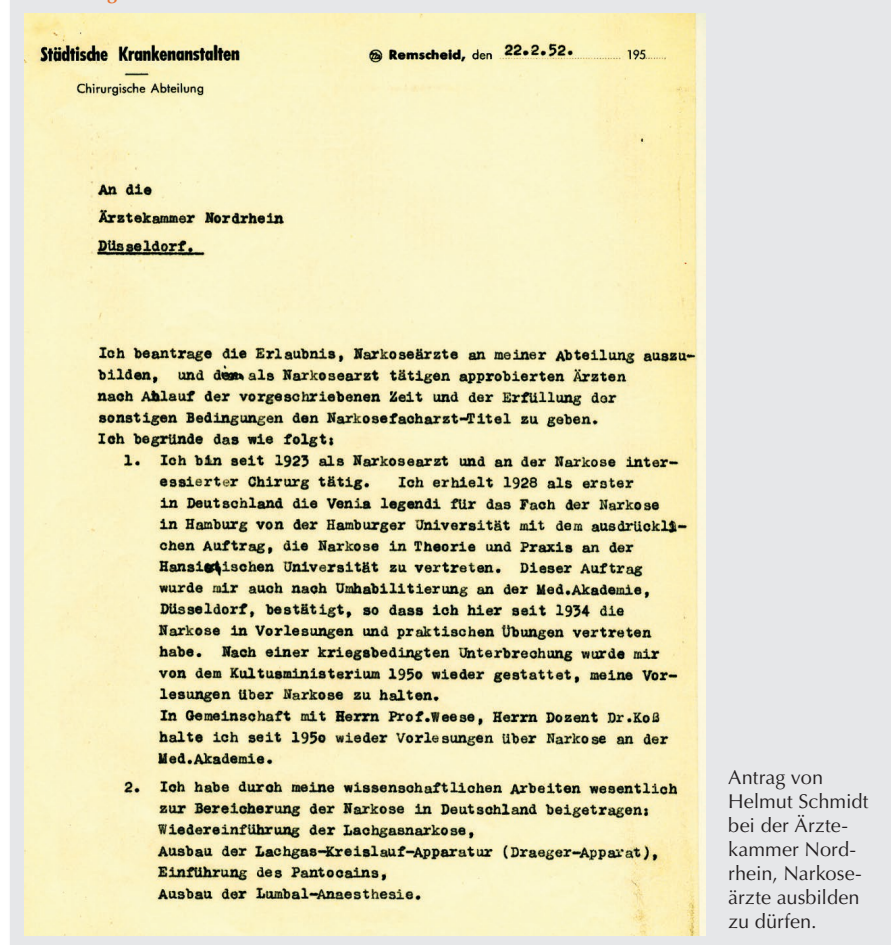 Städtische Krankenanstalten
Chirurgische Abteilung
Remscheid, den 22.2.52. 195
An die
Ärztekammer Nordrhein
Düsseldorf.
Ich beantrage die Erlaubnis, Narkoseärzte an meiner Abteilung auszu-
bilden, und den als Narkosearzt tätigen approbierten Ärzten
nach Ablauf der vorgeschriebenen Zeit und der Erfüllung der
sonstigen Bedingungen den Narkosefacharzt-Titel zu geben.
Ich begründe das wie folgt:
1. Ich bin seit 1923 als Narkosearzt und an der Narkose inter-
essierter Chirurg tätig. Ich erhielt 1928 als erster
in Deutschland die Venia legendi für das Fach der Narkose
in Hamburg von der Hamburger Universität mit dem ausdrückli-
chen Auftrag, die Narkose in Theorie und Praxis an der
Universität zu vertreten. Dieser Auftrag
wurde mir auch nach Umhabilitierung an der Med.Akademie,
Düsseldorf, bestätigt, so dass ich hier seit 1934 die
Narkose in Vorlesungen und praktischen Übungen vertreten
habe. Nach einer kriegsbedingten Unterbrechung wurde mir
von dem Kultusministerium 195o wieder gestattet, meine Vor-
lesungen über Narkose zu halten.
In Gemeinschaft mit Herrn Prof.Weese, Herrn Dozent Dr.Koß
halte ich seit 195o wieder Vorlesungen über Narkose an der
Med.Akademie.
2. Ich habe durch meine wissenschaftlichen Arbeiten wesentlich
zur Bereicherung der Narkose in Deutschland beigetragen:
Wiedereinführung der Lachgasnarkose,
Ausbau der Lachgas-Kreislauf-Apparatur (Draeger-Apparat),
Einführung des Pantocains,
Ausbau der Lumbal-Anaesthesie.
Antrag von
Helmut Schmidt
bei der Ärzte-
kammer Nord-
rhein, Narkose-
ärzte ausbilden
zu dürfen.